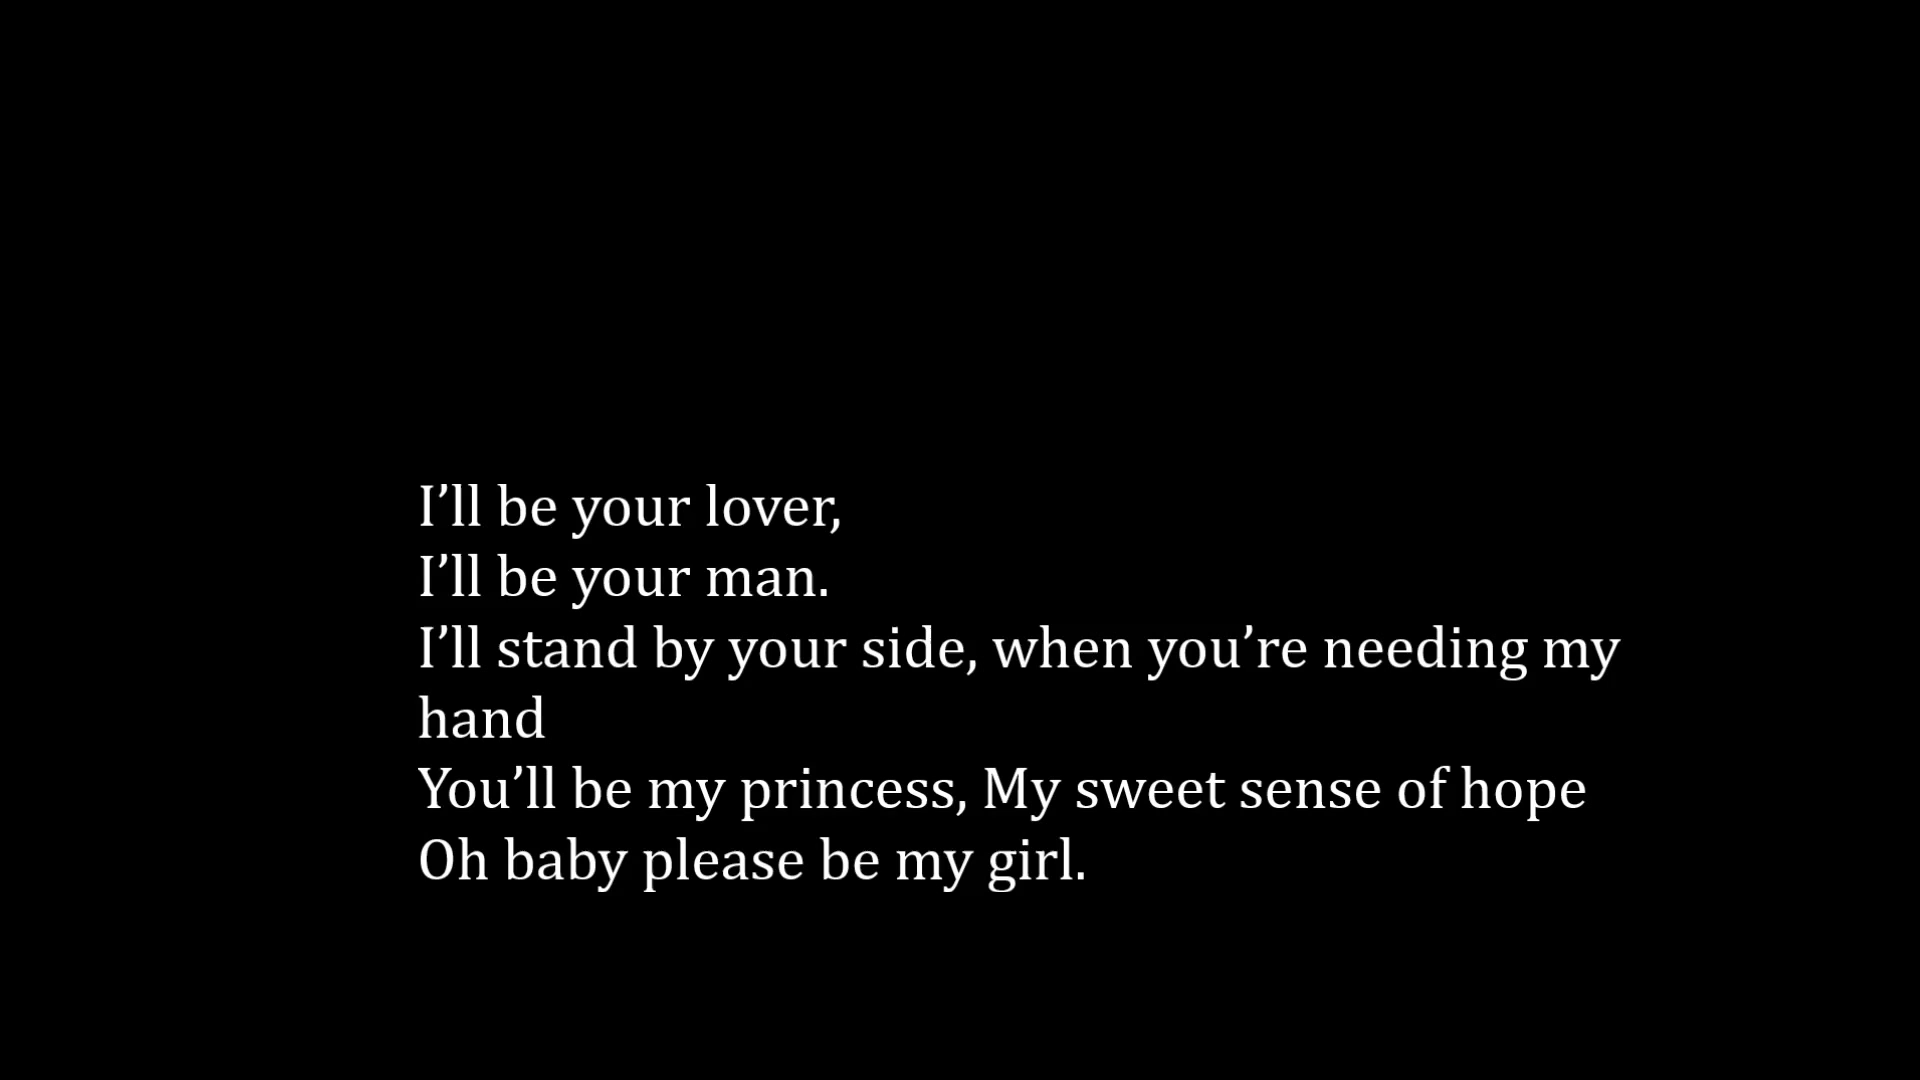 I’ll be your lover,
I’ll be your man.
I’ll stand by your side, when you’re needing my
hand
You’ll be my princess, My sweet sense of hope
Oh baby please be my girl.